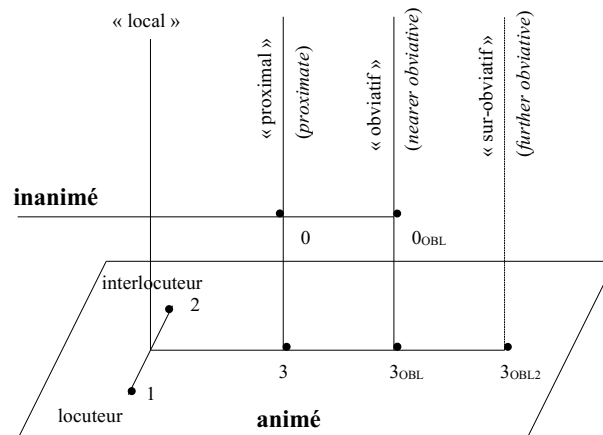 « local »
« proximal »
(proximate)
« obviatif »
(nearer obviative)
« sur-obviatif »
(further obviative)
inanimé
0
0OBL
interlocuteur
2
3
3OBL
3OBL2
1
locuteur
animé